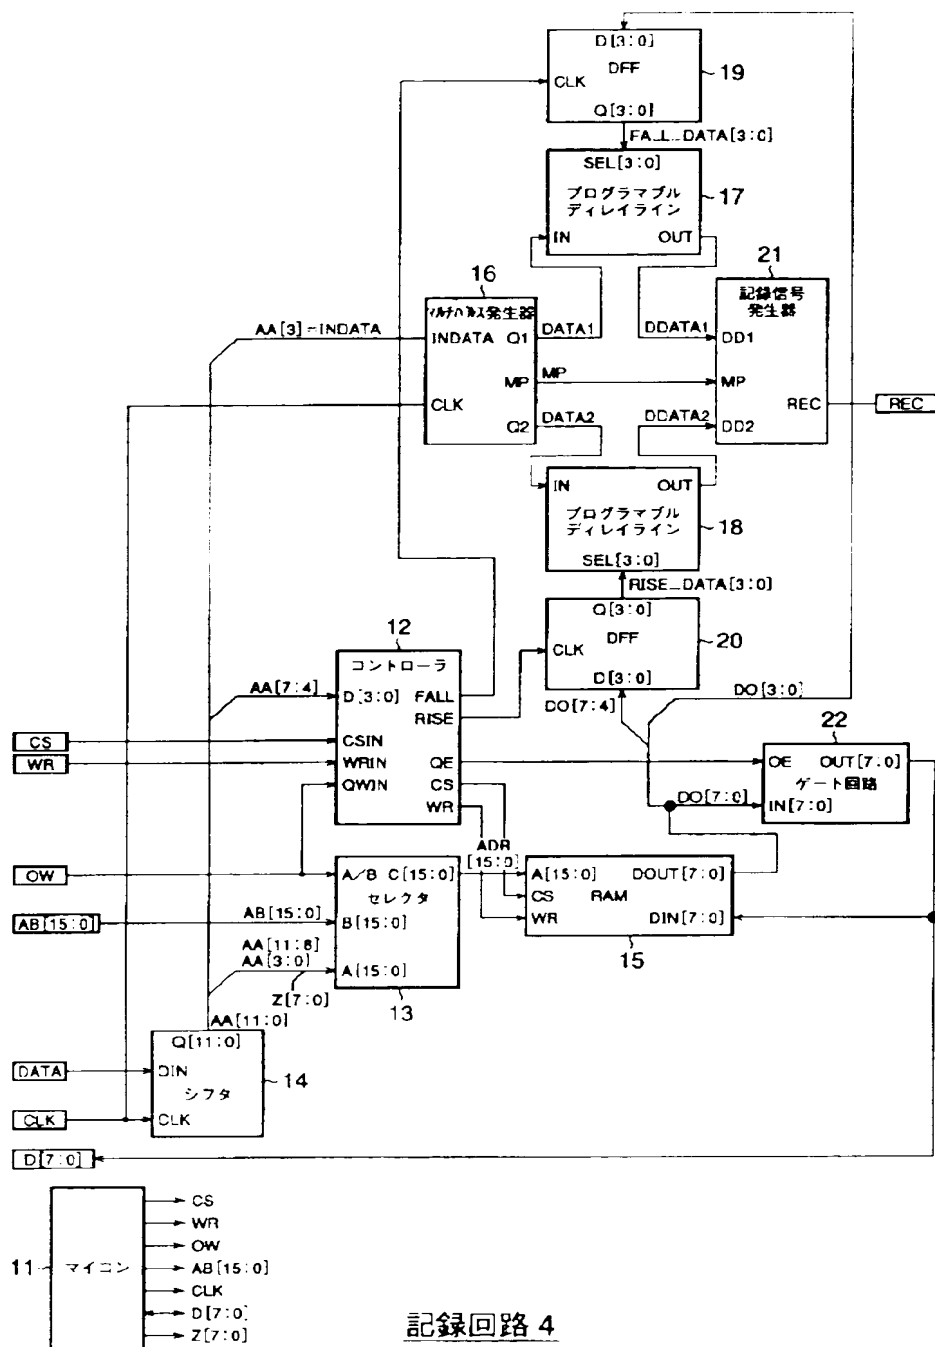 D[3:0]
DFF
CLK
Q[3:0]
19
FALL_DATA[3:0]
SEL[3:0]
プログラマブル
ディレイライン
IN OUT
17
16
マルチパルス発生器
INDATA Q1
MP
CLK
Q2
AA[3]=INDATA
DATA1
MP
DATA2
DDATA1
DDATA2
21
記録信号
発生器
DD1
MP
REC
DD2
REC
IN OUT
プログラマブル
ディレイライン
SEL[3:0]
18
RISE_DATA[3:0]
Q[3:0]
CLK DFF
D[3:0]
20
12
コントローラ
D[3:0] FALL
RISE
CSIN
WRIN OE
QWIN CS
WR
AA[7:4]
CS
WR
DO[7:4]
DO[3:0]
22
OE OUT[7:0]
ゲート回路
IN[7:0]
DO[7:0]
OW
AB[15:0]
AB[15:0]
A/B C[15:0]
セレクタ
B[15:0]
A[15:0]
13
AA[11:8]
AA[3:0]
Z[7:0]
AA[11:0]
ADR
[15:0]
A[15:0] DOUT[7:0]
CS RAM
WR DIN[7:0]
15
Q[11:0]
DIN
シフタ
CLK
14
DATA
CLK
D[7:0]
11
マイコン
CS
WR
OW
AB[15:0]
CLK
D[7:0]
Z[7:0]
記録回路 4